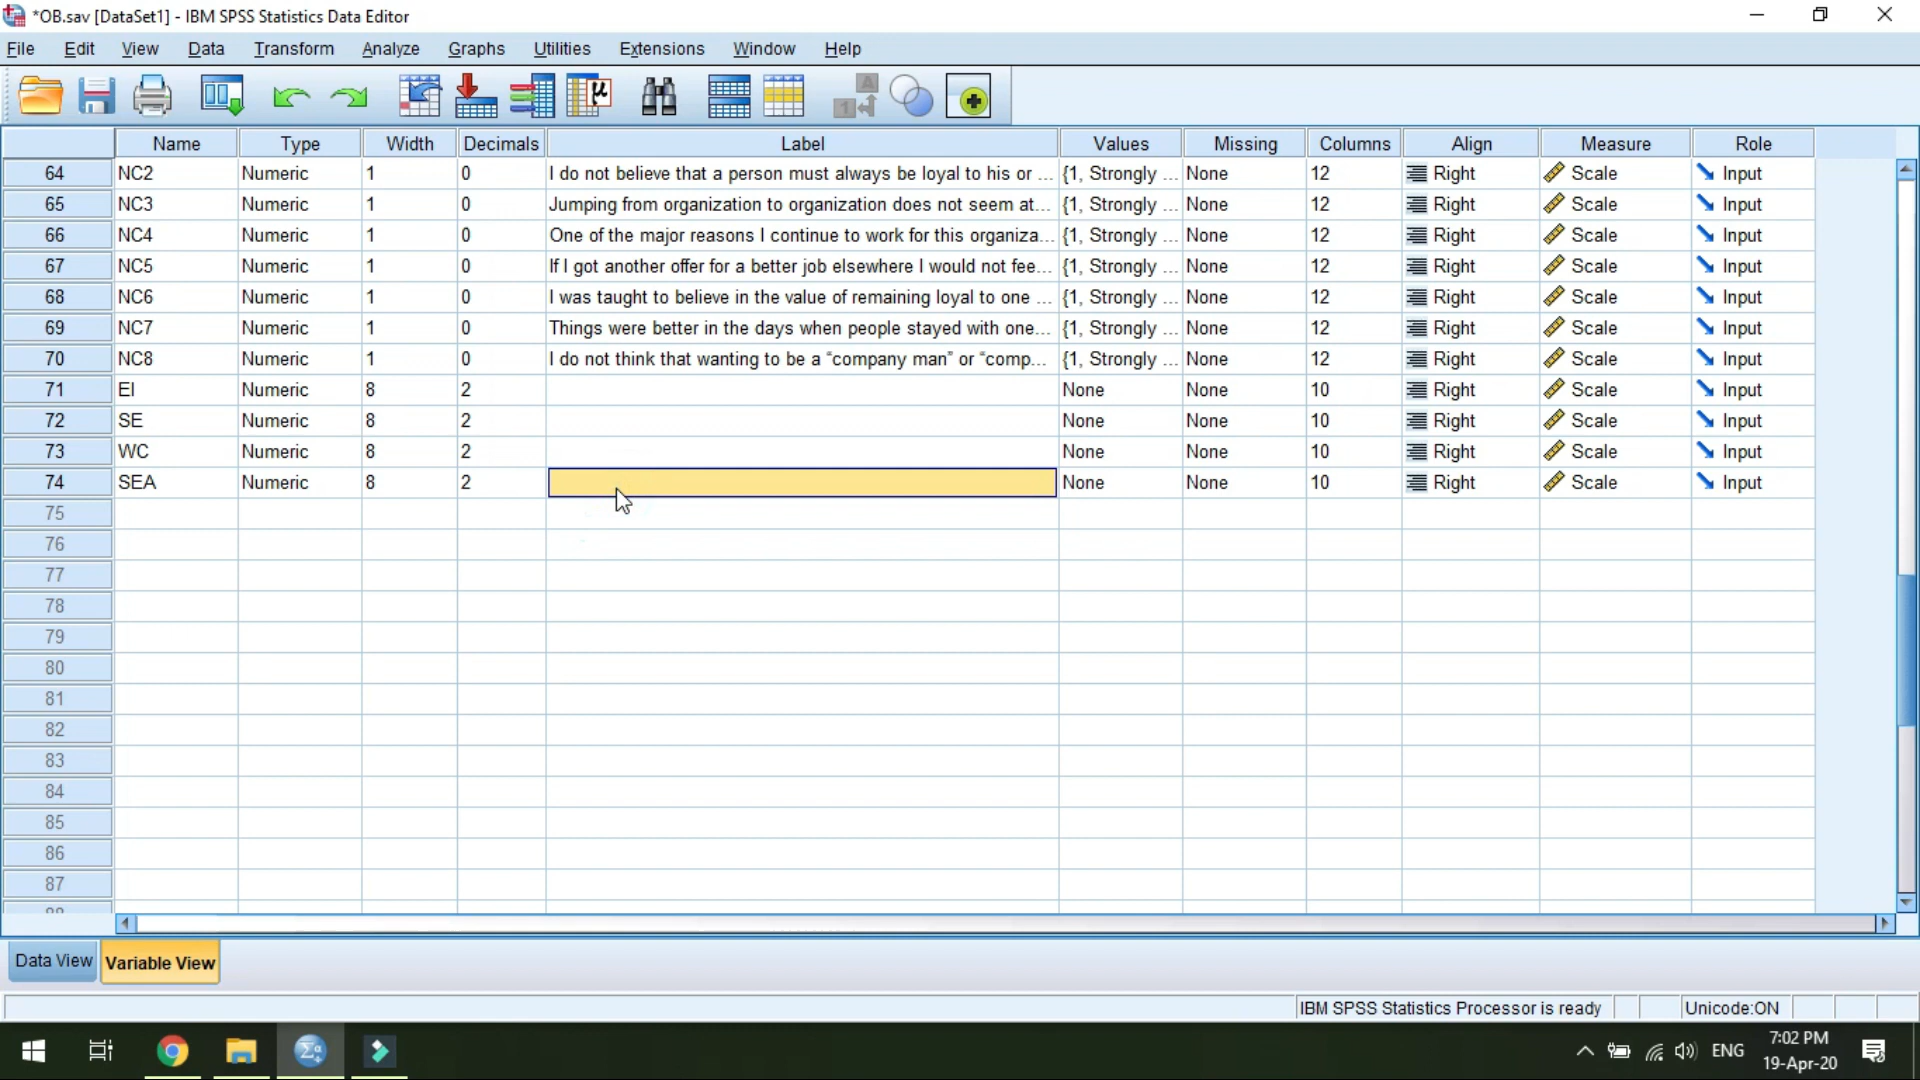 *OB.sav [DataSet1] - IBM SPSS Statistics Data Editor
File Edit View Data Transform Analyze Graphs Utilities Extensions Window Help
Name Type Width Decimals Label Values Missing Columns Align Measure Role
64 NC2 Numeric 1 0 I do not believe that a person must always be loyal to his or ... {1, Strongly ... None 12 Right Scale Input
65 NC3 Numeric 1 0 Jumping from organization to organization does not seem at... {1, Strongly ... None 12 Right Scale Input
66 NC4 Numeric 1 0 One of the major reasons I continue to work for this organiza... {1, Strongly ... None 12 Right Scale Input
67 NC5 Numeric 1 0 If I got another offer for a better job elsewhere I would not fee... {1, Strongly ... None 12 Right Scale Input
68 NC6 Numeric 1 0 I was taught to believe in the value of remaining loyal to one ... {1, Strongly ... None 12 Right Scale Input
69 NC7 Numeric 1 0 Things were better in the days when people stayed with one... {1, Strongly ... None 12 Right Scale Input
70 NC8 Numeric 1 0 I do not think that wanting to be a “company man” or “comp... {1, Strongly ... None 12 Right Scale Input
71 EI Numeric 8 2 None None 10 Right Scale Input
72 SE Numeric 8 2 None None 10 Right Scale Input
73 WC Numeric 8 2 None None 10 Right Scale Input
74 SEA Numeric 8 2 None None 10 Right Scale Input
75
76
77
78
79
80
81
82
83
84
85
86
87
Data View Variable View
IBM SPSS Statistics Processor is ready Unicode:ON
7:02 PM
ENG
19-Apr-20